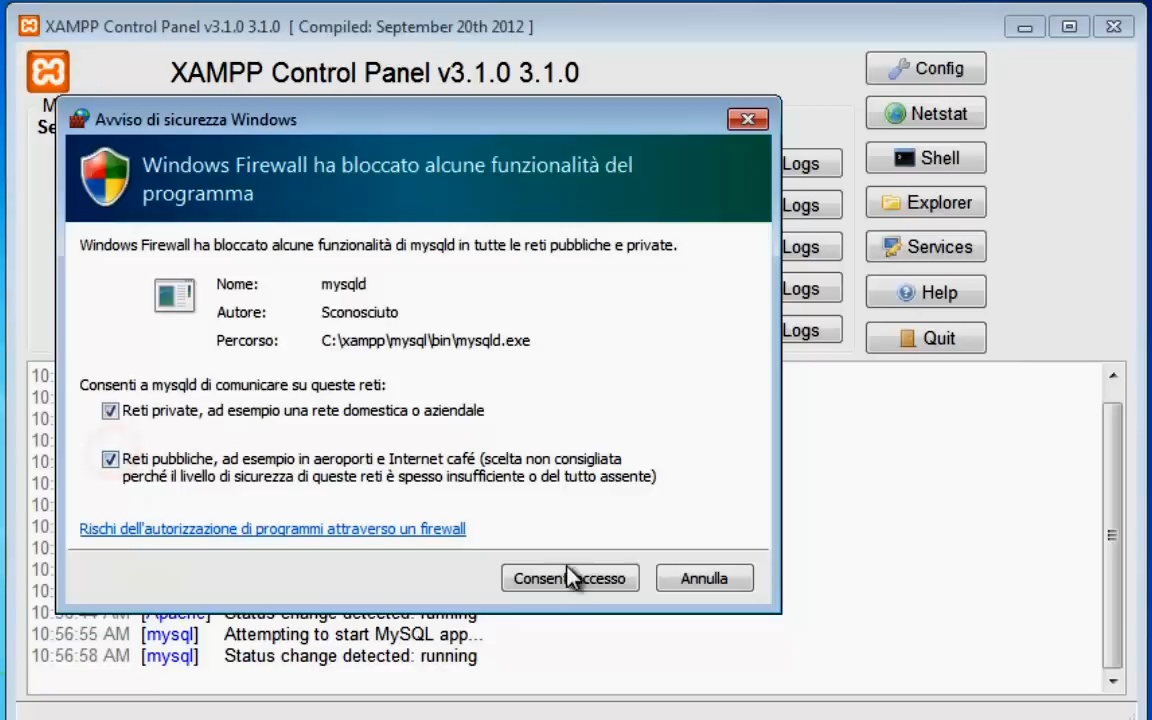 XAMPP Control Panel v3.1.0 3.1.0 [ Compiled: September 20th 2012 ]
XAMPP Control Panel v3.1.0 3.1.0
Config
Netstat
Shell
Explorer
Services
Help
Quit
Logs
Logs
Logs
Logs
Logs
Avviso di sicurezza Windows
Windows Firewall ha bloccato alcune funzionalità del
programma
Windows Firewall ha bloccato alcune funzionalità di mysqld in tutte le reti pubbliche e private.
Nome: mysqld
Autore: Sconosciuto
Percorso: C:\xampp\mysql\bin\mysqld.exe
Consenti a mysqld di comunicare su queste reti:
Reti private, ad esempio una rete domestica o aziendale
Reti pubbliche, ad esempio in aeroporti e Internet café (scelta non consigliata
perché il livello di sicurezza di queste reti è spesso insufficiente o del tutto assente)
Rischi dell'autorizzazione di programmi attraverso un firewall
Annulla
[Apache] Status change detected: running
10:56:55 AM [mysql] Attempting to start MySQL app...
10:56:58 AM [mysql] Status change detected: running